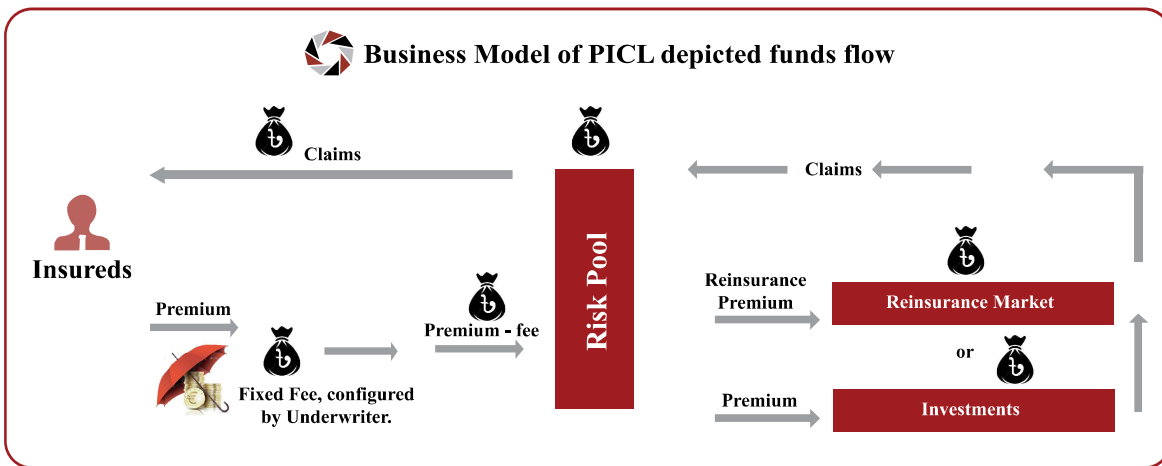 Business Model of PICL depicted funds flow
৳
৳
Claims
Claims
Insureds
Risk Pool
৳
Reinsurance
Premium
Reinsurance Market
Premium
৳
Premium - fee
৳
Fixed Fee, configured
by Underwriter.
or
৳
Premium
Investments